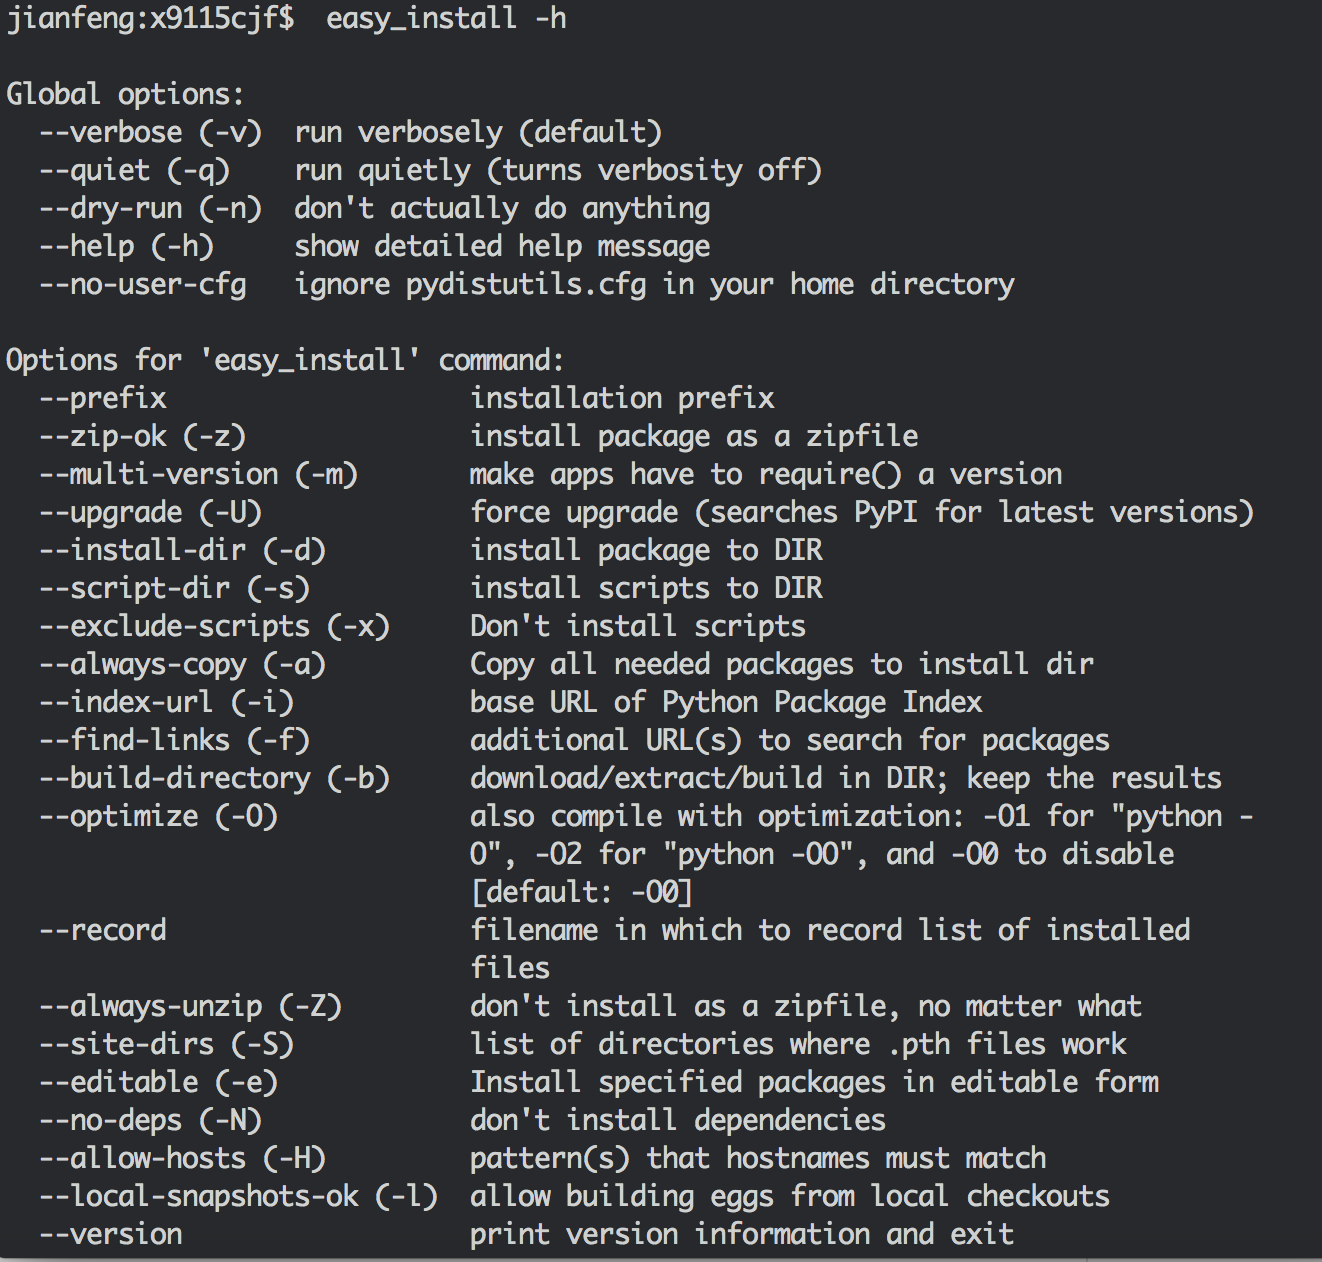 jianfeng:x9115cjf$  easy_install -h

Global options:
  --verbose (-v)  run verbosely (default)
  --quiet (-q)    run quietly (turns verbosity off)
  --dry-run (-n)  don't actually do anything
  --help (-h)     show detailed help message
  --no-user-cfg   ignore pydistutils.cfg in your home directory

Options for 'easy_install' command:
  --prefix                   installation prefix
  --zip-ok (-z)              install package as a zipfile
  --multi-version (-m)       make apps have to require() a version
  --upgrade (-U)             force upgrade (searches PyPI for latest versions)
  --install-dir (-d)         install package to DIR
  --script-dir (-s)          install scripts to DIR
  --exclude-scripts (-x)     Don't install scripts
  --always-copy (-a)         Copy all needed packages to install dir
  --index-url (-i)           base URL of Python Package Index
  --find-links (-f)          additional URL(s) to search for packages
  --build-directory (-b)     download/extract/build in DIR; keep the results
  --optimize (-O)            also compile with optimization: -O1 for "python -
                             O", -O2 for "python -OO", and -O0 to disable
                             [default: -O0]
  --record                   filename in which to record list of installed
                             files
  --always-unzip (-Z)        don't install as a zipfile, no matter what
  --site-dirs (-S)           list of directories where .pth files work
  --editable (-e)            Install specified packages in editable form
  --no-deps (-N)             don't install dependencies
  --allow-hosts (-H)         pattern(s) that hostnames must match
  --local-snapshots-ok (-l)  allow building eggs from local checkouts
  --version                  print version information and exit